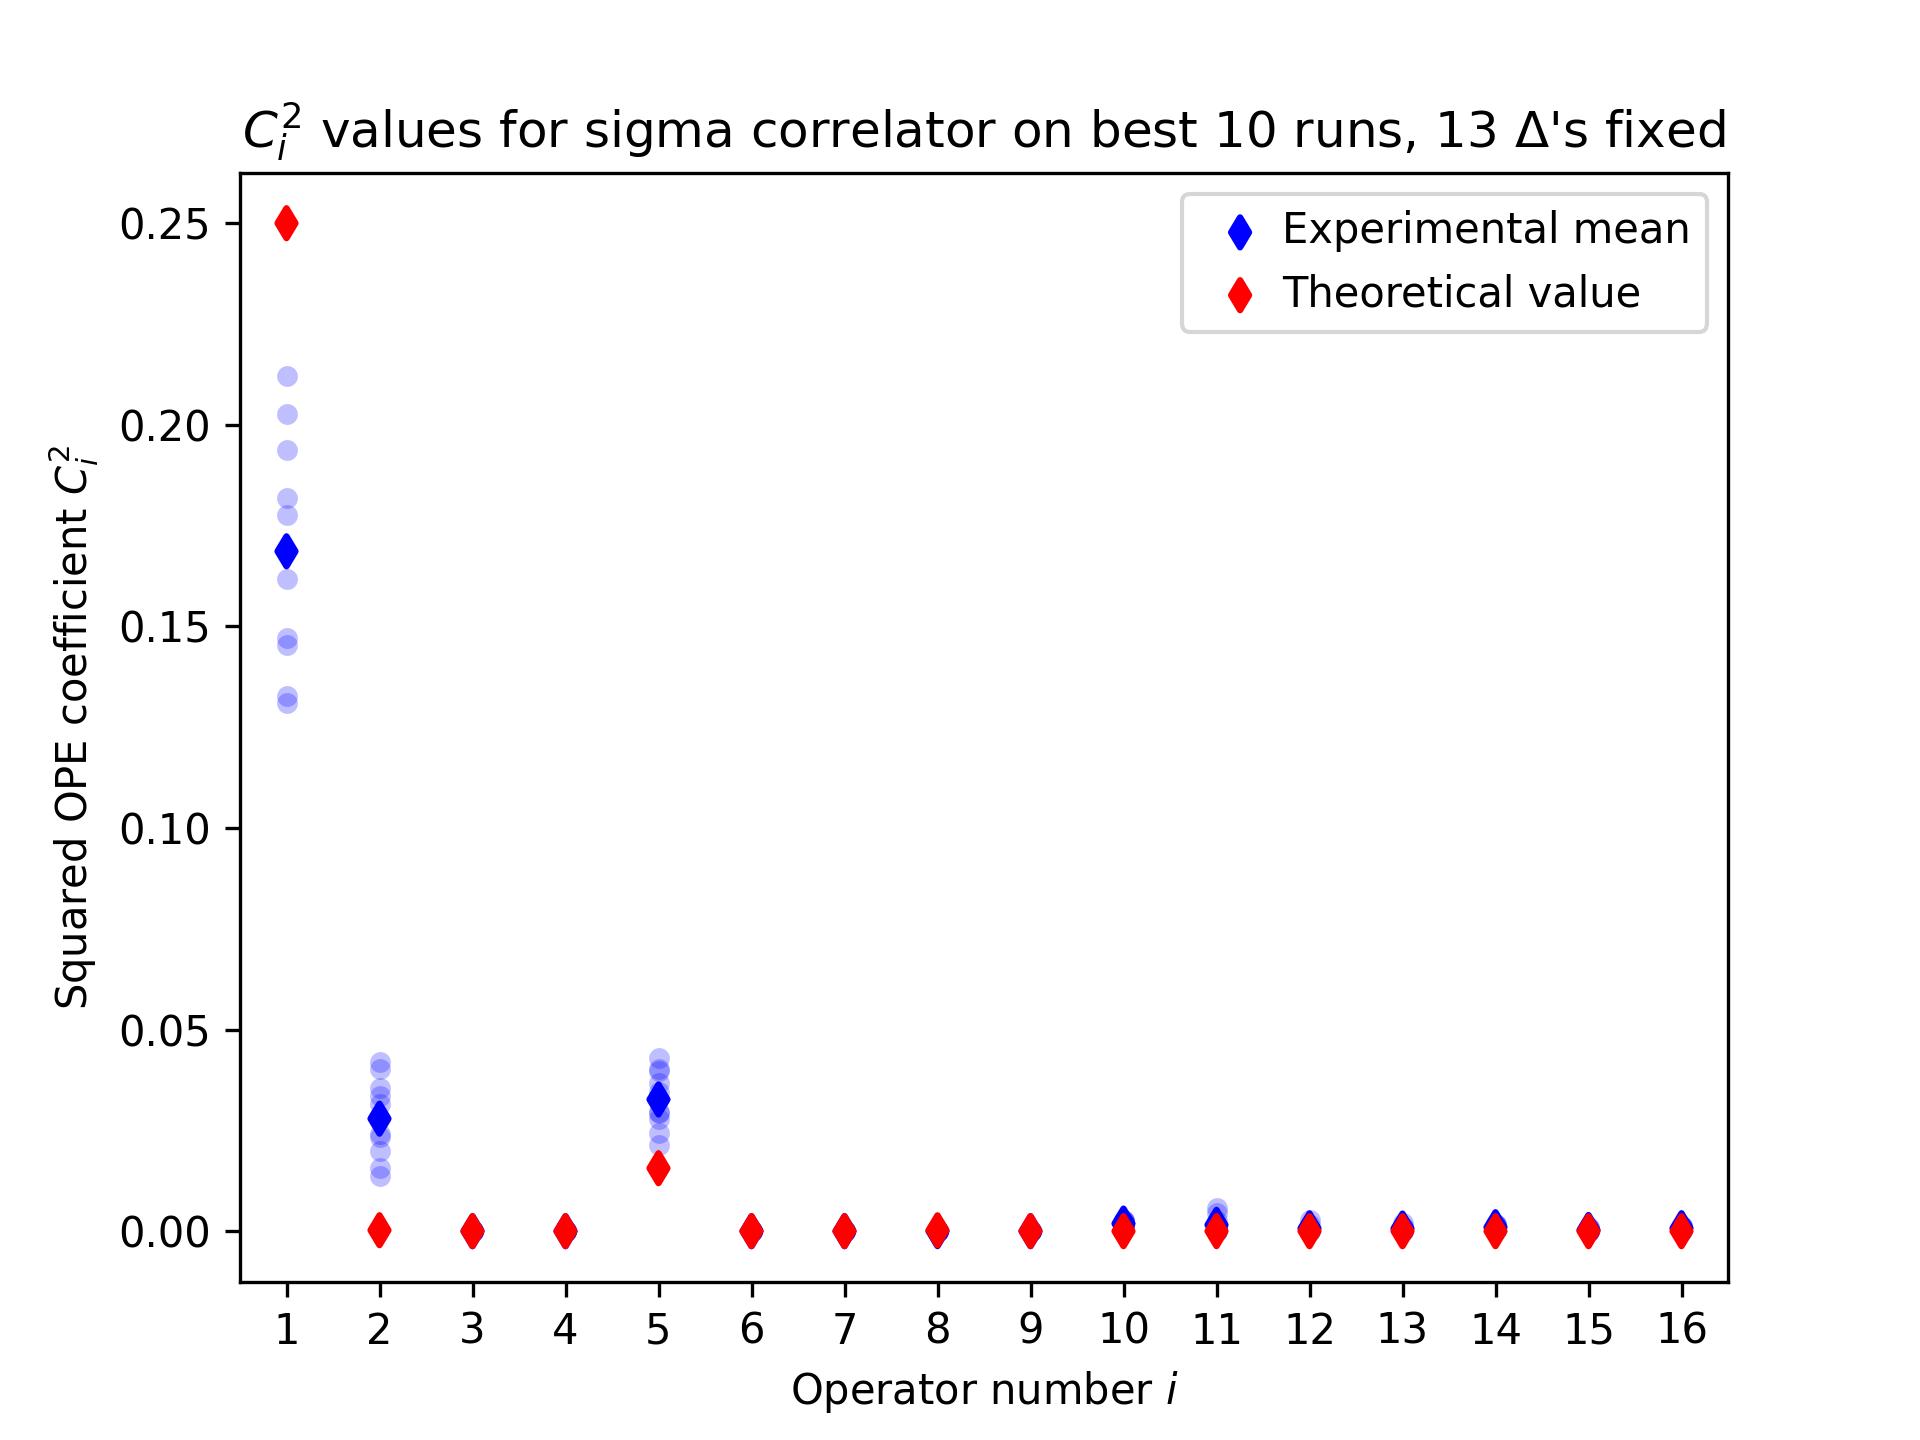 $C_i^2$ values for sigma correlator on best 10 runs, 13 Δ's fixed
Experimental mean
Theoretical value
Squared OPE coefficient $C_i^2$
0.25
0.20
0.15
0.10
0.05
0.00
1 2 3 4 5 6 7 8 9 10 11 12 13 14 15 16
Operator number i